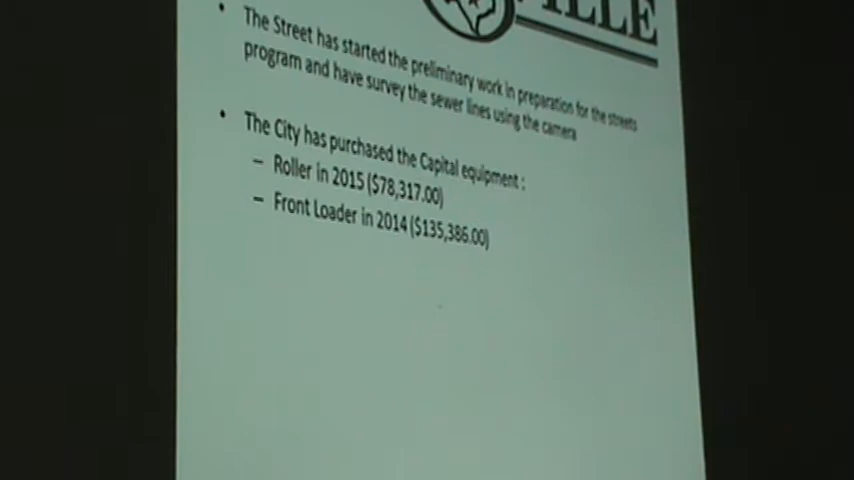 VILLE
• The Street has started the preliminary work in preparation for the streets
program and have survey the sewer lines using the camera
• The City has purchased the Capital equipment :
– Roller in 2015 ($78,317.00)
– Front Loader in 2014 ($135,386.00)